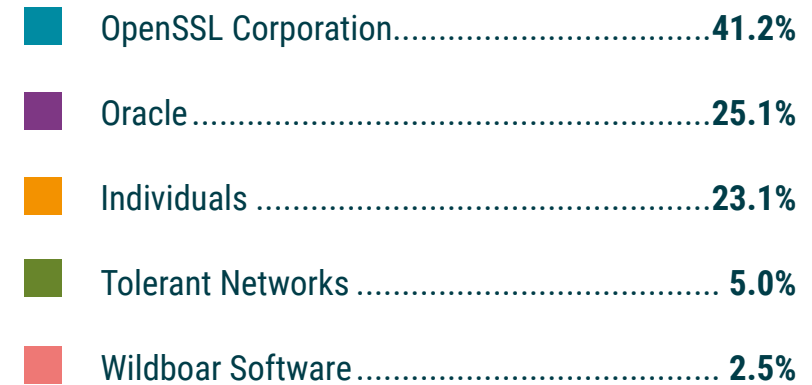 OpenSSL Corporation.....................................41.2%
Oracle.............................................................25.1%
Individuals .....................................................23.1%
Tolerant Networks .......................................... 5.0%
Wildboar Software.......................................... 2.5%